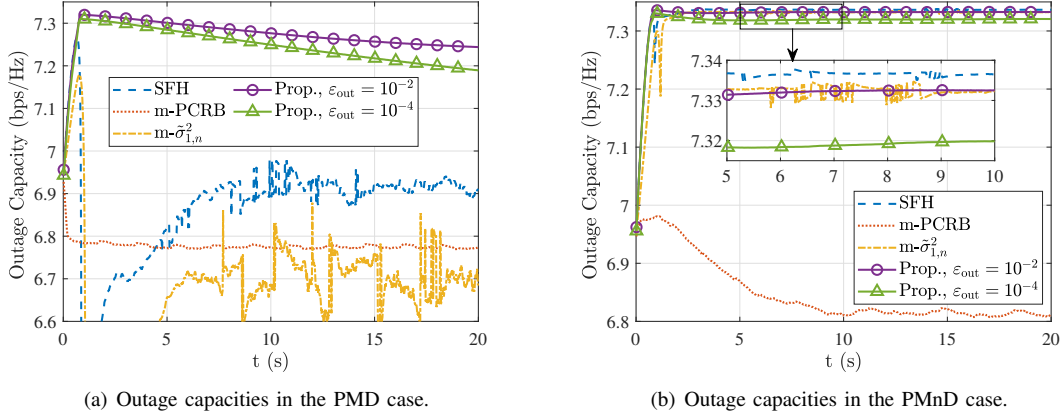 7.3
7.2
7.1
7
6.9
6.8
6.7
6.6
Outage Capacity (bps/Hz)
SFH
m-PCRB
m-σ̃²₁,ₙ
Prop., ε_out = 10⁻²
Prop., ε_out = 10⁻⁴
0 5 10 15 20
t (s)
(a) Outage capacities in the PMD case.
7.3
7.2
7.1
7
6.9
6.8
Outage Capacity (bps/Hz)
7.34
7.33
7.32
5 6 7 8 9 10
SFH
m-PCRB
m-σ̃²₁,ₙ
Prop., ε_out = 10⁻²
Prop., ε_out = 10⁻⁴
0 5 10 15 20
t (s)
(b) Outage capacities in the PMnD case.